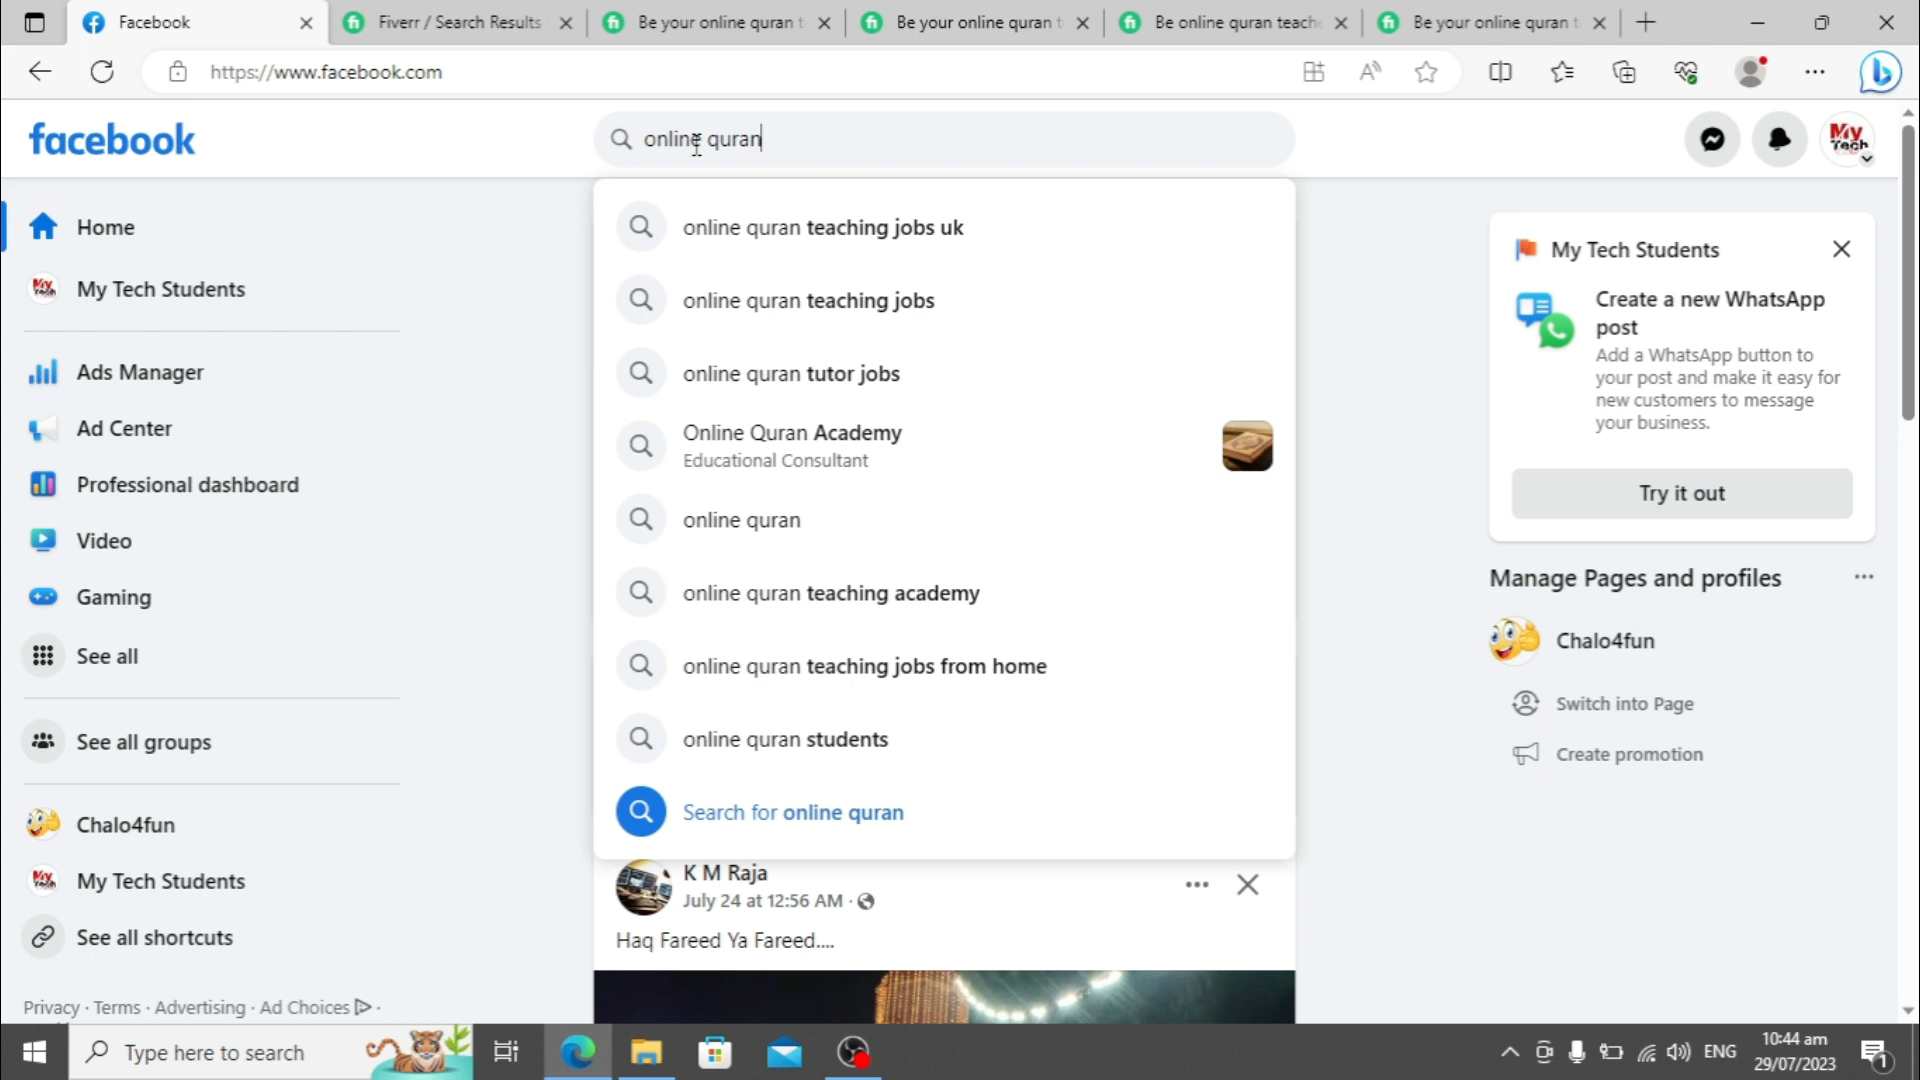 Facebook
Fiverr / Search Results
Be your online quran t
Be your online quran t
Be online quran teache
Be your online quran t
https://www.facebook.com
facebook
online quran
My
Tech
Home
My Tech Students
Ads Manager
Ad Center
Professional dashboard
Video
Gaming
See all
See all groups
Chalo4fun
My Tech Students
See all shortcuts
Privacy · Terms · Advertising · Ad Choices
online quran teaching jobs uk
online quran teaching jobs
online quran tutor jobs
Online Quran Academy
Educational Consultant
online quran
online quran teaching academy
online quran teaching jobs from home
online quran students
Search for online quran
K M Raja
July 24 at 12:56 AM ·
Haq Fareed Ya Fareed....
My Tech Students
Create a new WhatsApp
post
Add a WhatsApp button to
your post and make it easy for
new customers to message
your business.
Try it out
Manage Pages and profiles
Chalo4fun
Switch into Page
Create promotion
Type here to search
ENG
10:44 am
29/07/2023
1